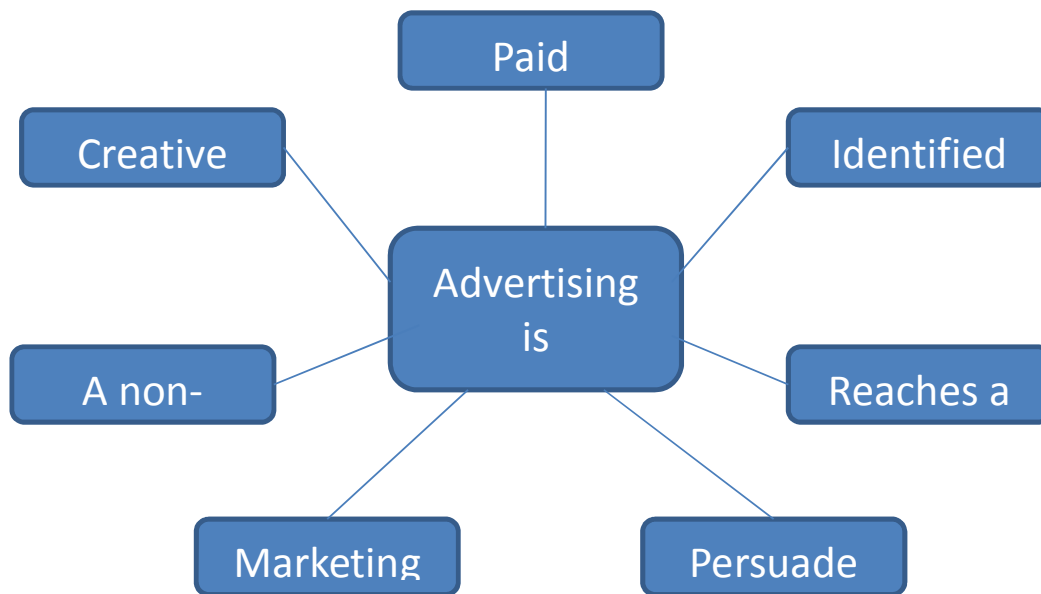 Paid
Creative
Identified
Advertising
is
A non-
Reaches a
Marketing
Persuade